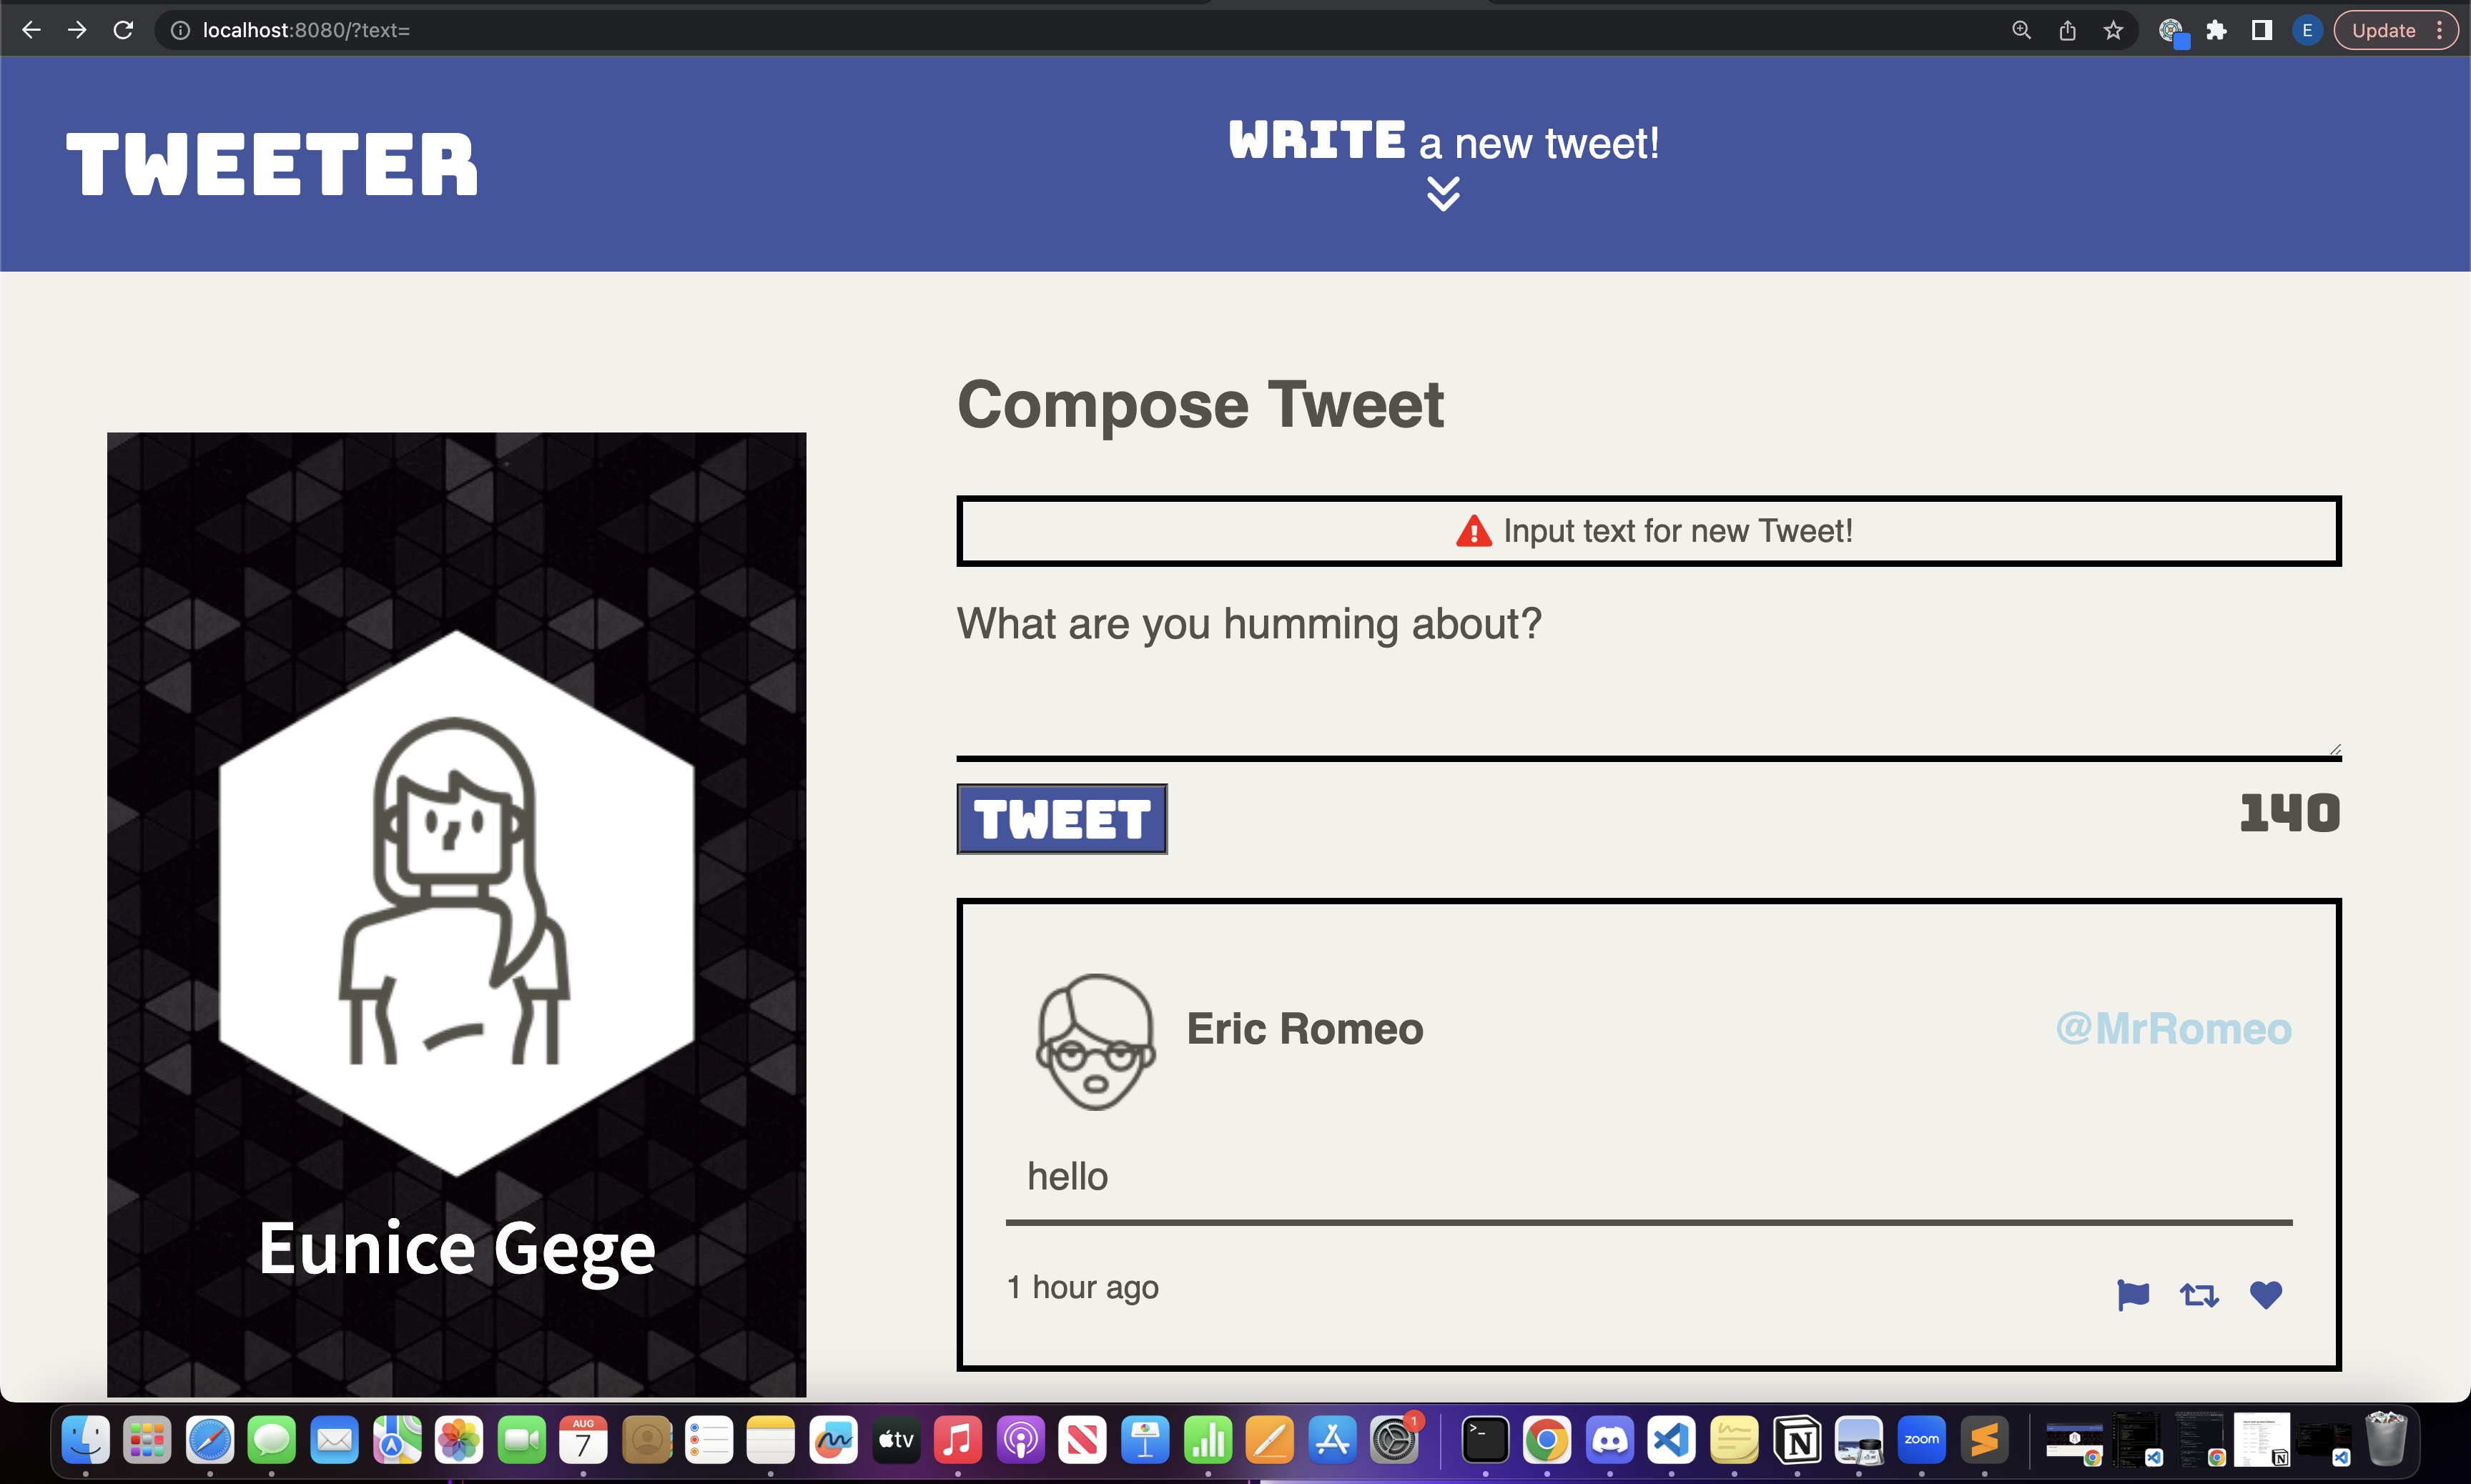 localhost:8080/?text=
E
Update
TWEETER
WRITE a new tweet!
Compose Tweet
Input text for new Tweet!
What are you humming about?
TWEET
140
Eric Romeo
@MrRomeo
hello
1 hour ago
Eunice Gege
AUG
7
tv
1
>_
N
zoom